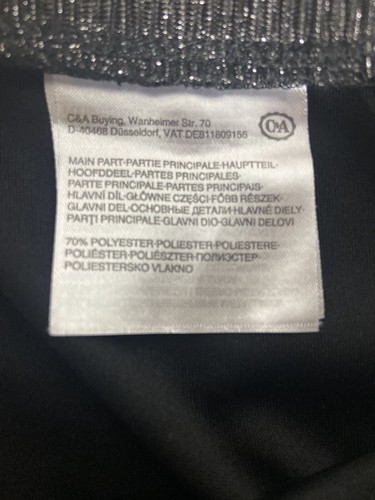 C&A Buying, Wanheimer Str. 70
D-40468 Düsseldorf, VAT.DE811809155
C&A
MAIN PART-PARTIE PRINCIPALE-HAUPTTEIL-
HOOFDDEEL-PARTES PRINCIPALES-
PARTE PRINCIPALE-PARTES PRINCIPAIS-
HLAVNÍ DÍL-GŁÓWNE CZĘŚCI-FŐBB RÉSZEK-
GLAVNI DEL-ОСНОВНЫЕ ДЕТАЛИ-HLAVNÉ DIELY-
PARȚI PRINCIPALE-GLAVNI DIO-GLAVNI DELOVI
70% POLYESTER-POLIESTER-POLIESTERE-
POLIÉSTER-POLIÉSZTER-ПОЛИЭСТЕР-
POLIESTERSKO VLAKNO